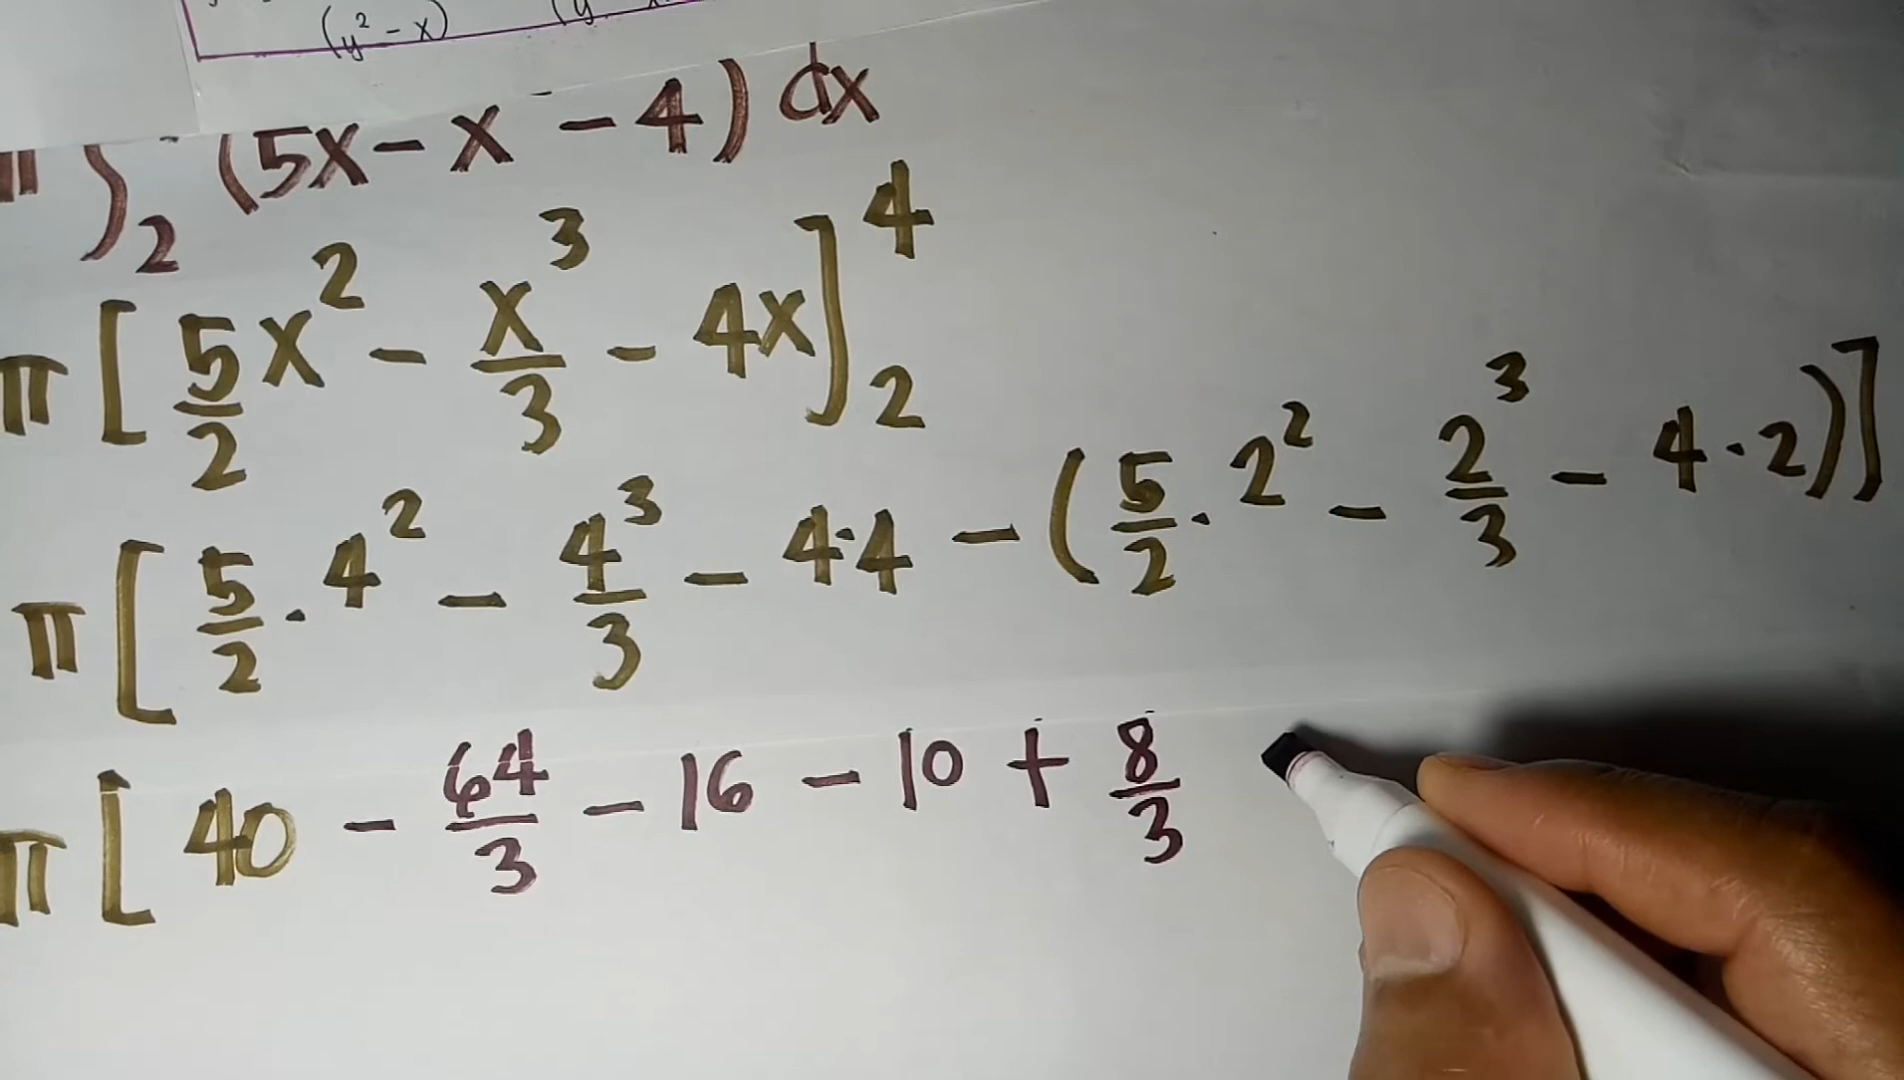 (y² - x)
π ∫₂ (5x - x - 4) dx
π [ 5/2 x² - x³/3 - 4x ]₂⁴
π [ 5/2 · 4² - 4³/3 - 4·4 - ( 5/2 · 2² - 2³/3 - 4·2 ) ]
π [ 40 - 64/3 - 16 - 10 + 8/3